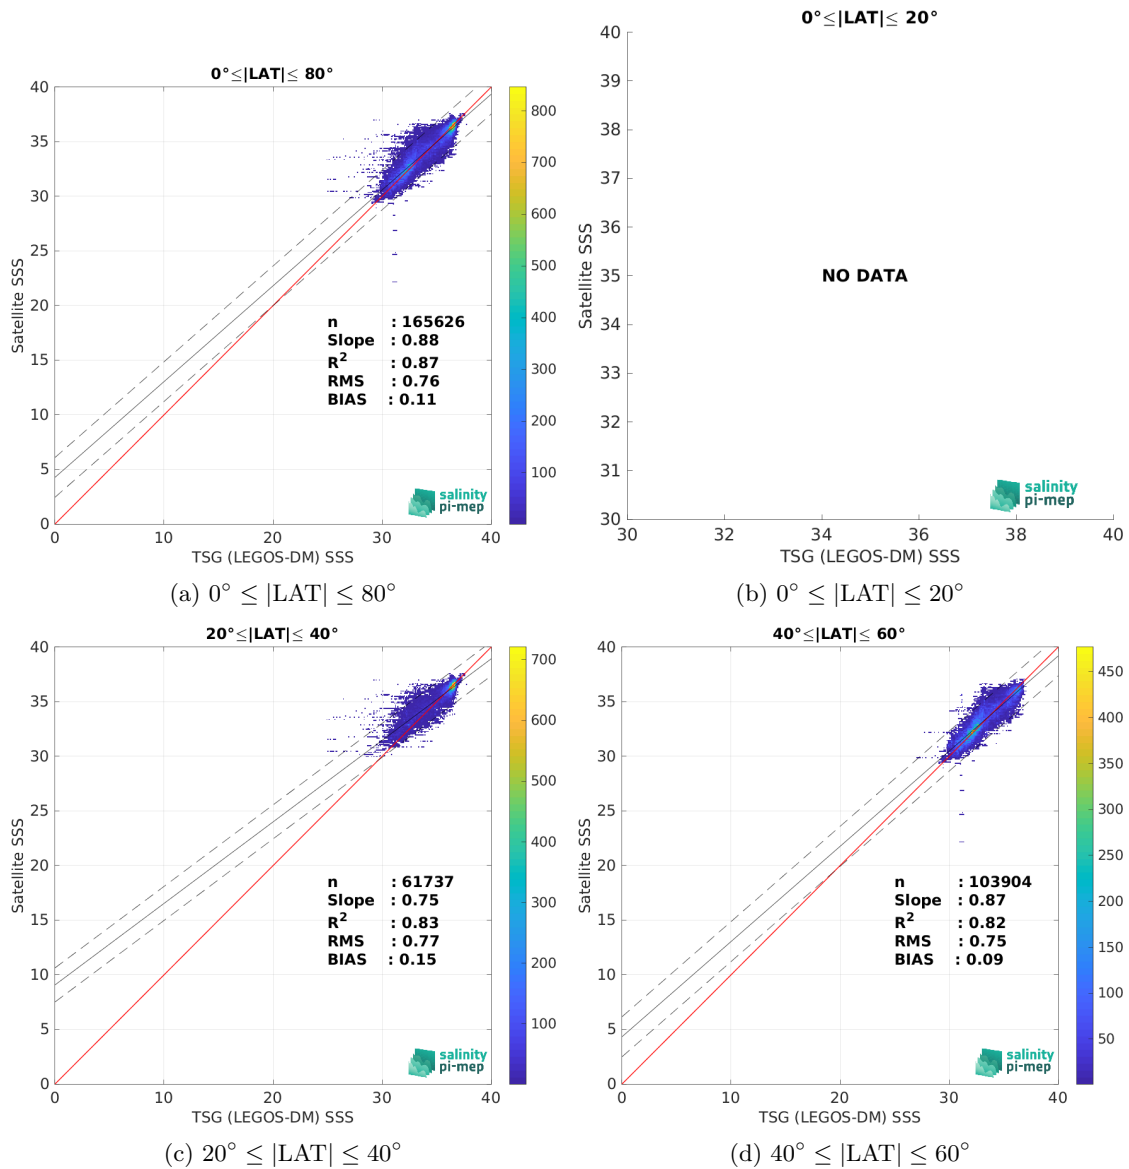 0°≤|LAT|≤ 80°
40
35
30
25
20
15
10
5
0
Satellite SSS
n : 165626
Slope : 0.88
R2 : 0.87
RMS : 0.76
BIAS : 0.11
salinity
pi-mep
0 10 20 30 40
TSG (LEGOS-DM) SSS
800
700
600
500
400
300
200
100
(a) 0° ≤ |LAT| ≤ 80°
0°≤|LAT|≤ 20°
40
39
38
37
36
35
34
33
32
31
30
Satellite SSS
NO DATA
salinity
pi-mep
30 32 34 36 38 40
TSG (LEGOS-DM) SSS
(b) 0° ≤ |LAT| ≤ 20°
20°≤|LAT|≤ 40°
40
35
30
25
20
15
10
5
0
Satellite SSS
n : 61737
Slope : 0.75
R2 : 0.83
RMS : 0.77
BIAS : 0.15
salinity
pi-mep
0 10 20 30 40
TSG (LEGOS-DM) SSS
700
600
500
400
300
200
100
(c) 20° ≤ |LAT| ≤ 40°
40°≤|LAT|≤ 60°
40
35
30
25
20
15
10
5
0
Satellite SSS
n : 103904
Slope : 0.87
R2 : 0.82
RMS : 0.75
BIAS : 0.09
salinity
pi-mep
0 10 20 30 40
TSG (LEGOS-DM) SSS
450
400
350
300
250
200
150
100
50
(d) 40° ≤ |LAT| ≤ 60°